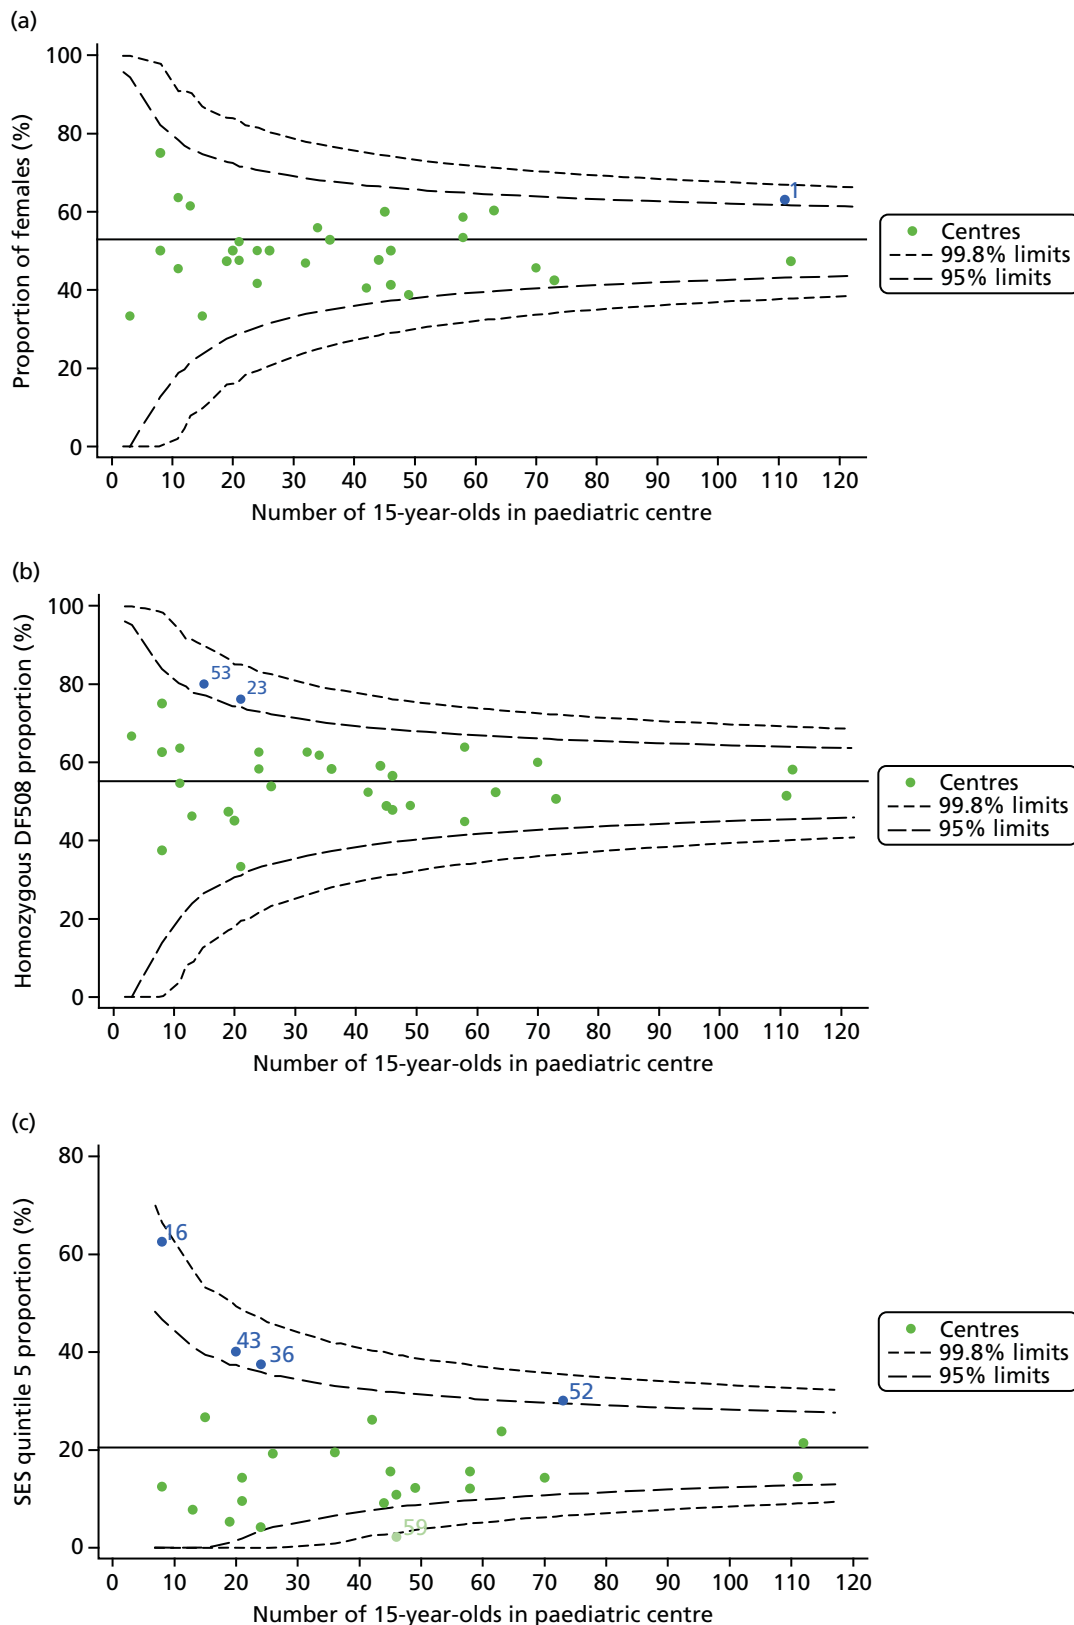 (a)
100
80
60
40
20
0
Proportion of females (%)
1
0 10 20 30 40 50 60 70 80 90 100 110 120
Number of 15-year-olds in paediatric centre
Centres
99.8% limits
95% limits
(b)
100
80
60
40
20
0
Homozygous DF508 proportion (%)
53
23
0 10 20 30 40 50 60 70 80 90 100 110 120
Number of 15-year-olds in paediatric centre
Centres
99.8% limits
95% limits
(c)
80
60
40
20
0
SES quintile 5 proportion (%)
16
43
36
52
59
0 10 20 30 40 50 60 70 80 90 100 110 120
Number of 15-year-olds in paediatric centre
Centres
99.8% limits
95% limits